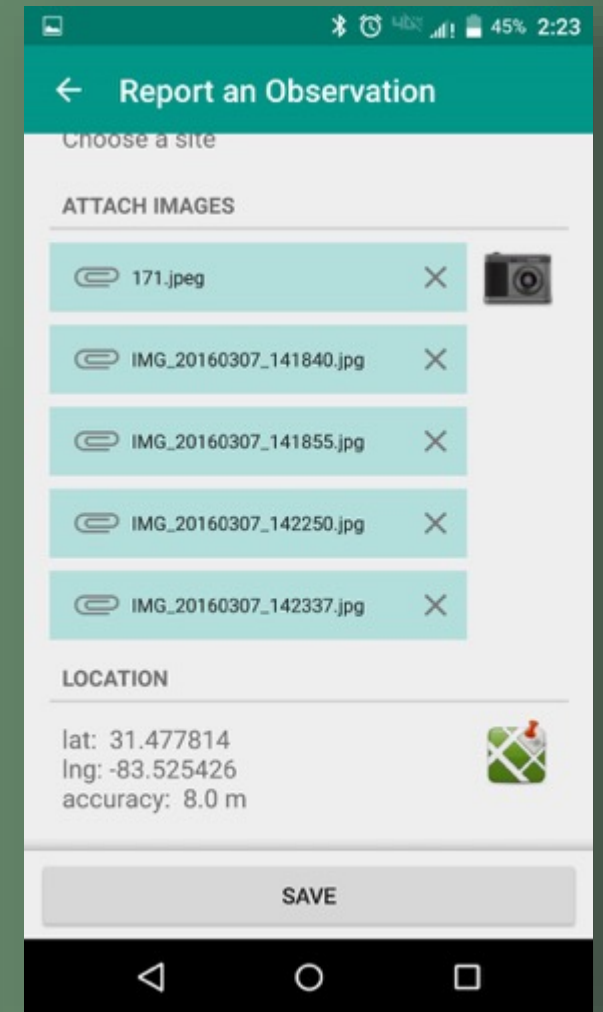 45% 2:23
Report an Observation
Choose a site
ATTACH IMAGES
171.jpeg
IMG_20160307_141840.jpg
IMG_20160307_141855.jpg
IMG_20160307_142250.jpg
IMG_20160307_142337.jpg
LOCATION
lat: 31.477814
lng: -83.525426
accuracy: 8.0 m
SAVE